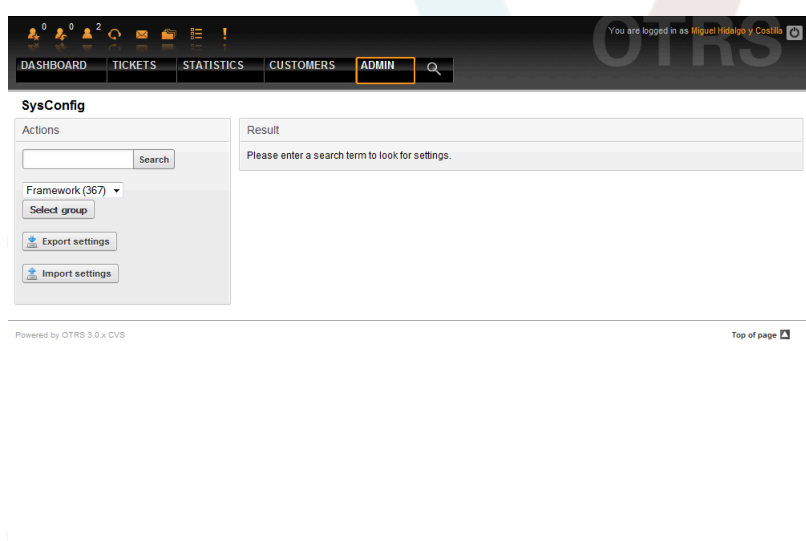 0 0 2
OTRS
You are logged in as Miguel Hidalgo y Costilla
DASHBOARD TICKETS STATISTICS CUSTOMERS ADMIN
SysConfig
Actions
Search
Framework (367)
Select group
Export settings
Import settings
Result
Please enter a search term to look for settings.
Powered by OTRS 3.0.x CVS
Top of page